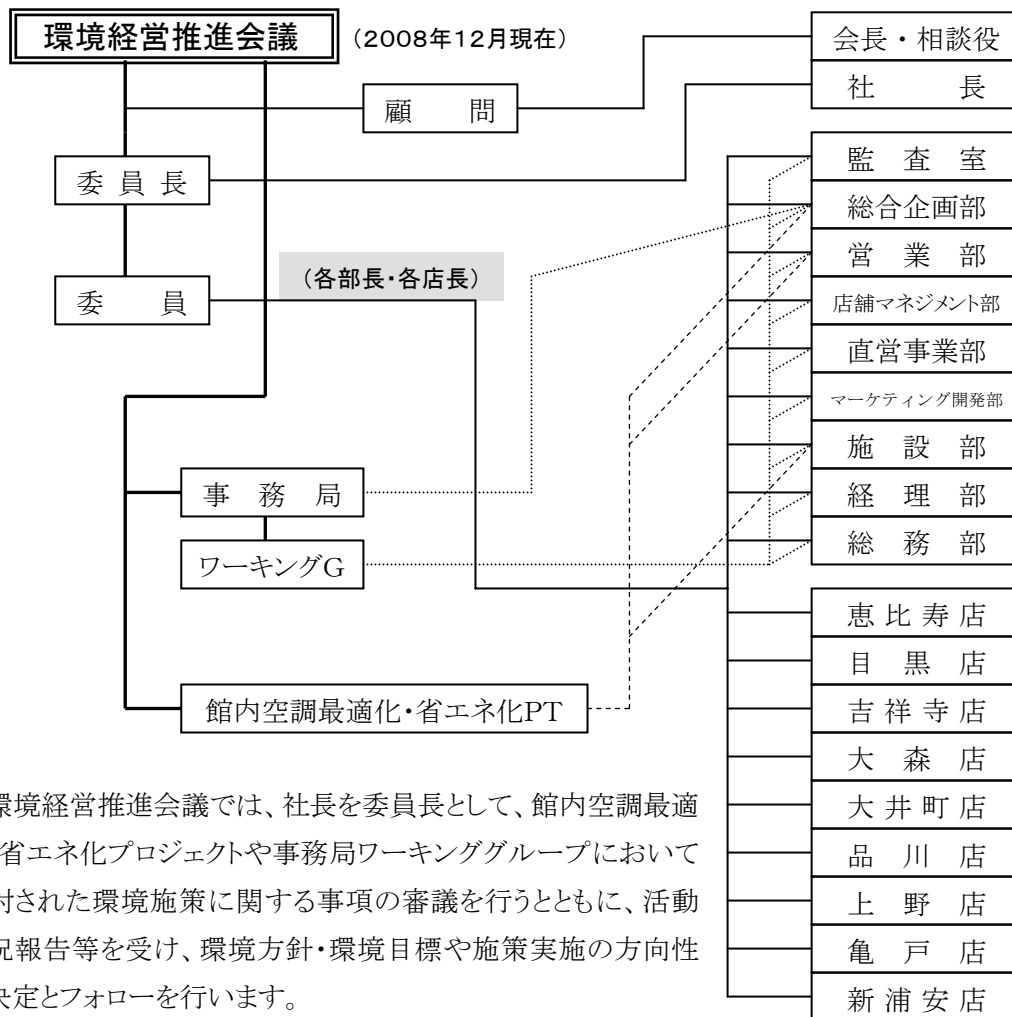 環境経営推進会議
(2008年12月現在)
会長・相談役
社長
顧問
委員長
監査室
総合企画部
営業部
(各部長・各店長)
委員
店舗マネジメント部
直営事業部
マーケティング開発部
施設部
事務局
経理部
総務部
ワーキングG
恵比寿店
目黒店
館内空調最適化・省エネ化PT
吉祥寺店
大森店
大井町店
品川店
上野店
亀戸店
新浦安店
環境経営推進会議では、社長を委員長として、館内空調最適
省エネ化プロジェクトや事務局ワーキンググループにおいて
付された環境施策に関する事項の審議を行うとともに、活動
況報告等を受け、環境方針・環境目標や施策実施の方向性
決定とフォローを行います。